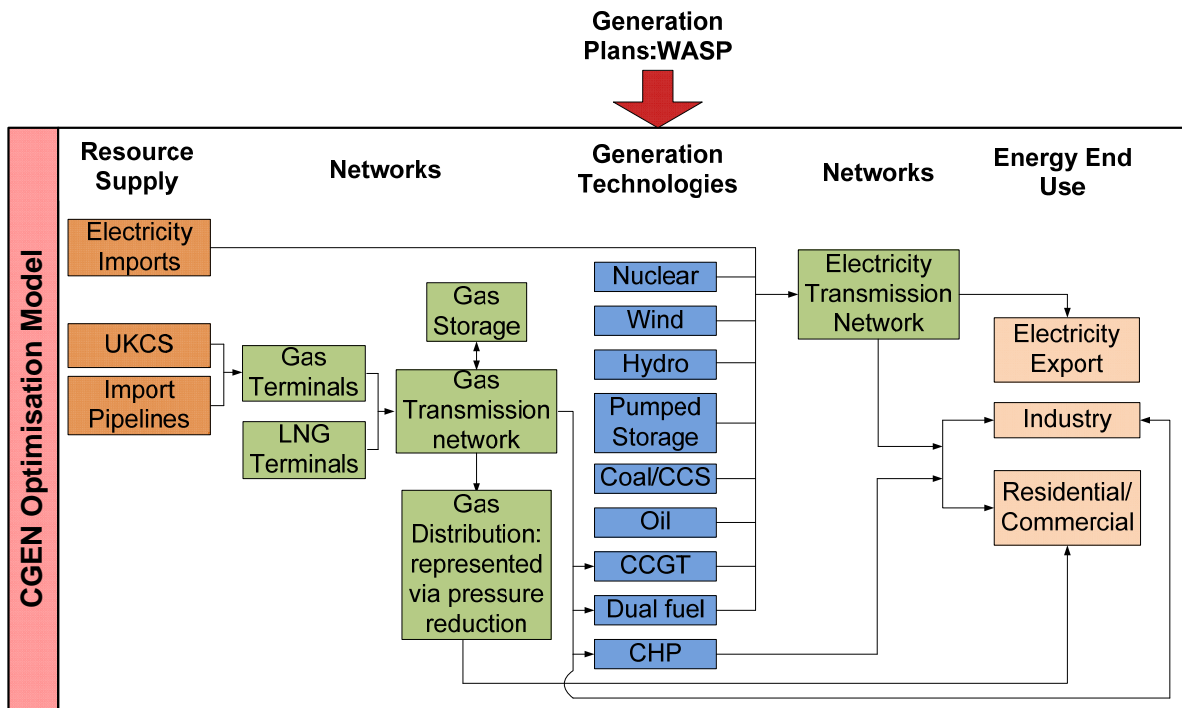 Generation
Plans:WASP
CGEN Optimisation Model
Resource
Supply
Networks
Generation
Technologies
Networks
Energy End
Use
Electricity
Imports
UKCS
Import
Pipelines
Gas
Terminals
LNG
Terminals
Gas
Storage
Gas
Transmission
network
Gas
Distribution:
represented
via pressure
reduction
Nuclear
Wind
Hydro
Pumped
Storage
Coal/CCS
Oil
CCGT
Dual fuel
CHP
Electricity
Transmission
Network
Electricity
Export
Industry
Residential/
Commercial